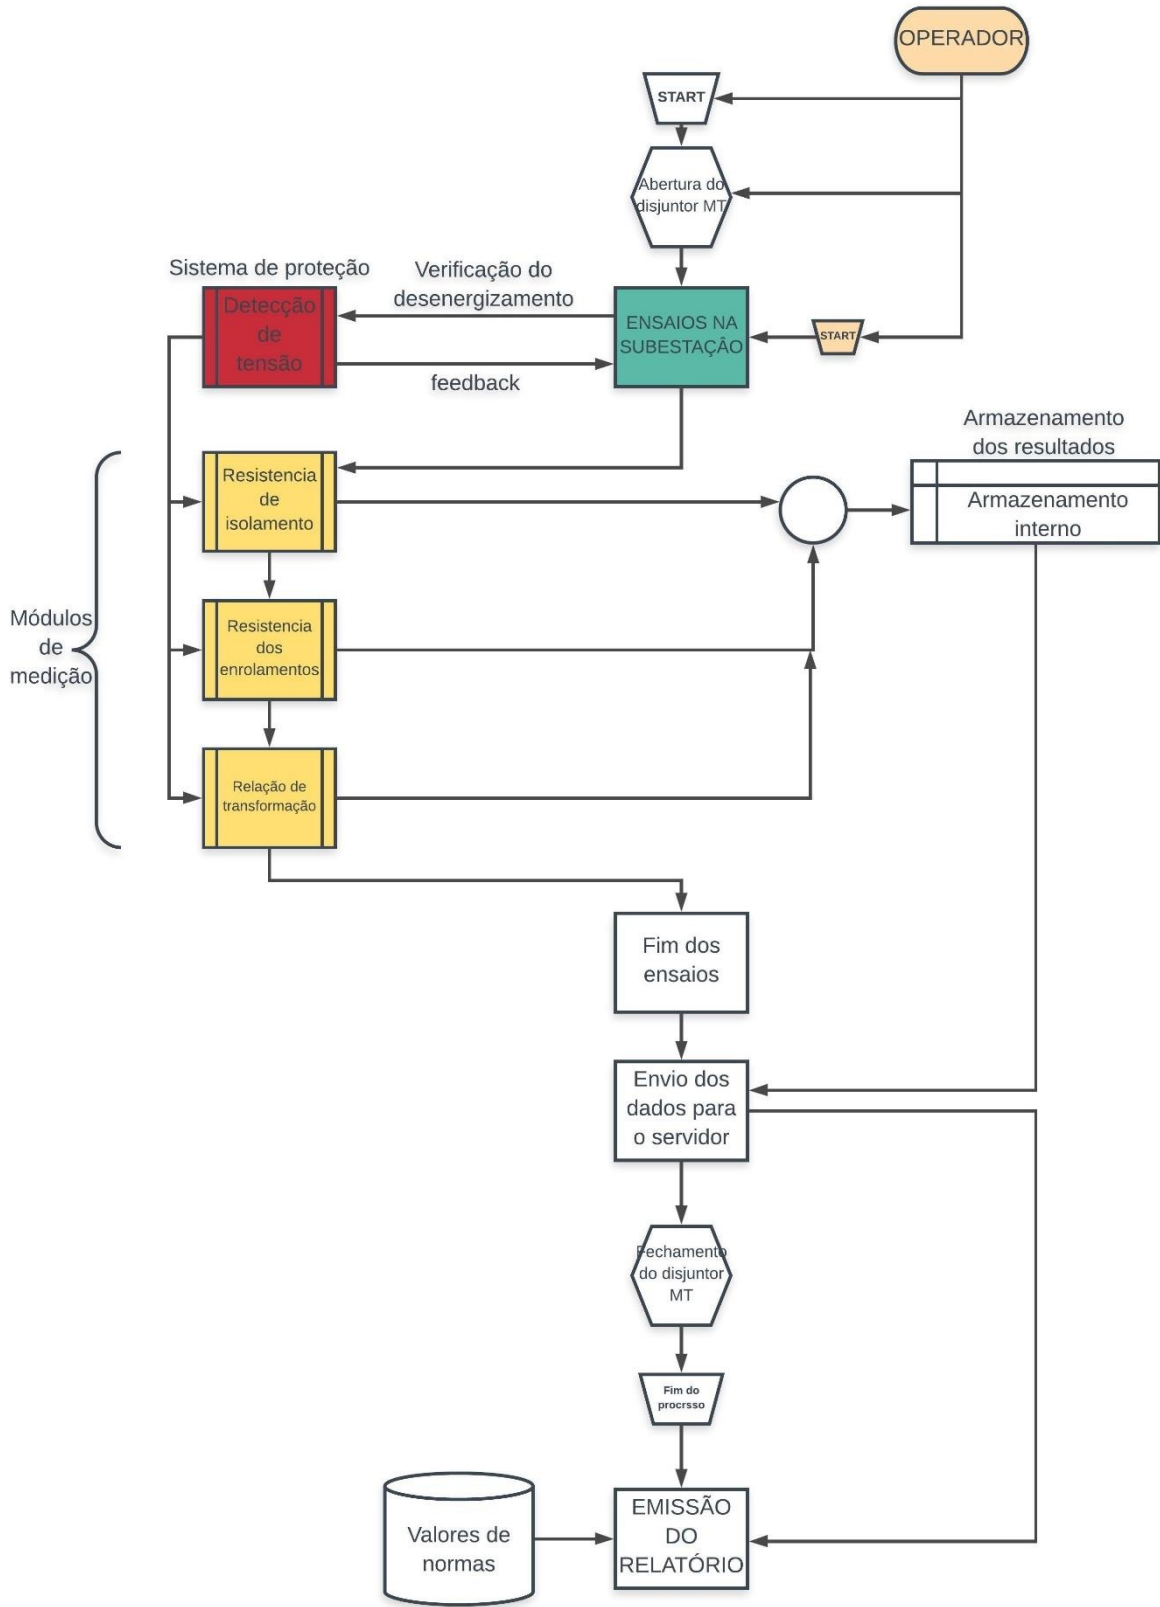 OPERADOR
START
Abertura do
disjuntor MT
Sistema de proteção
Verificação do
desenergizamento
Detecção
de
tensão
ENSAIOS NA
SUBESTAÇÂO
START
feedback
Armazenamento
dos resultados
Armazenamento
interno
Resistencia
de
isolamento
Módulos
de
medição
Resistencia
dos
enrolamentos
Relação de
transformação
Fim dos
ensaios
Envio dos
dados para
o servidor
Fechamento
do disjuntor
MT
Fim do
procrsso
Valores de
normas
EMISSÃO
DO
RELATÓRIO